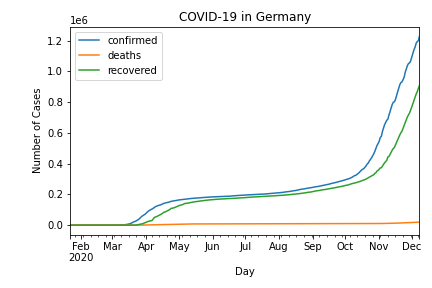 COVID-19 in Germany
1e6
confirmed
deaths
recovered
Number of Cases
1.2
1.0
0.8
0.6
0.4
0.2
0.0
Feb Mar Apr May Jun Jul Aug Sep Oct Nov Dec
2020
Day